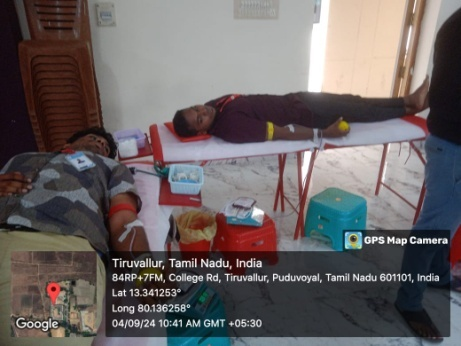 GPS Map Camera
Tiruvallur, Tamil Nadu, India
84RP+7FM, College Rd, Tiruvallur, Puduvoyal, Tamil Nadu 601101, India
Lat 13.341253°
Long 80.136258°
04/09/24 10:41 AM GMT +05:30
Google